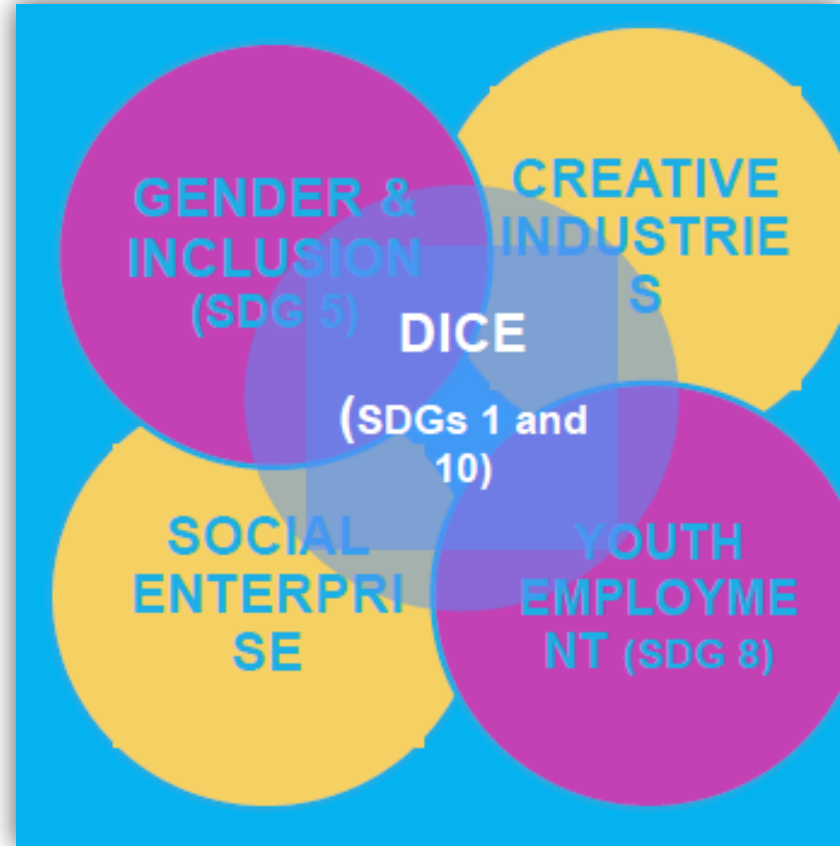 GENDER &
INCLUSION
(SDG 5)
CREATIVE
INDUSTRIE
S
DICE
(SDGs 1 and
10)
SOCIAL
ENTERPRI
SE
YOUTH
EMPLOYME
NT (SDG 8)